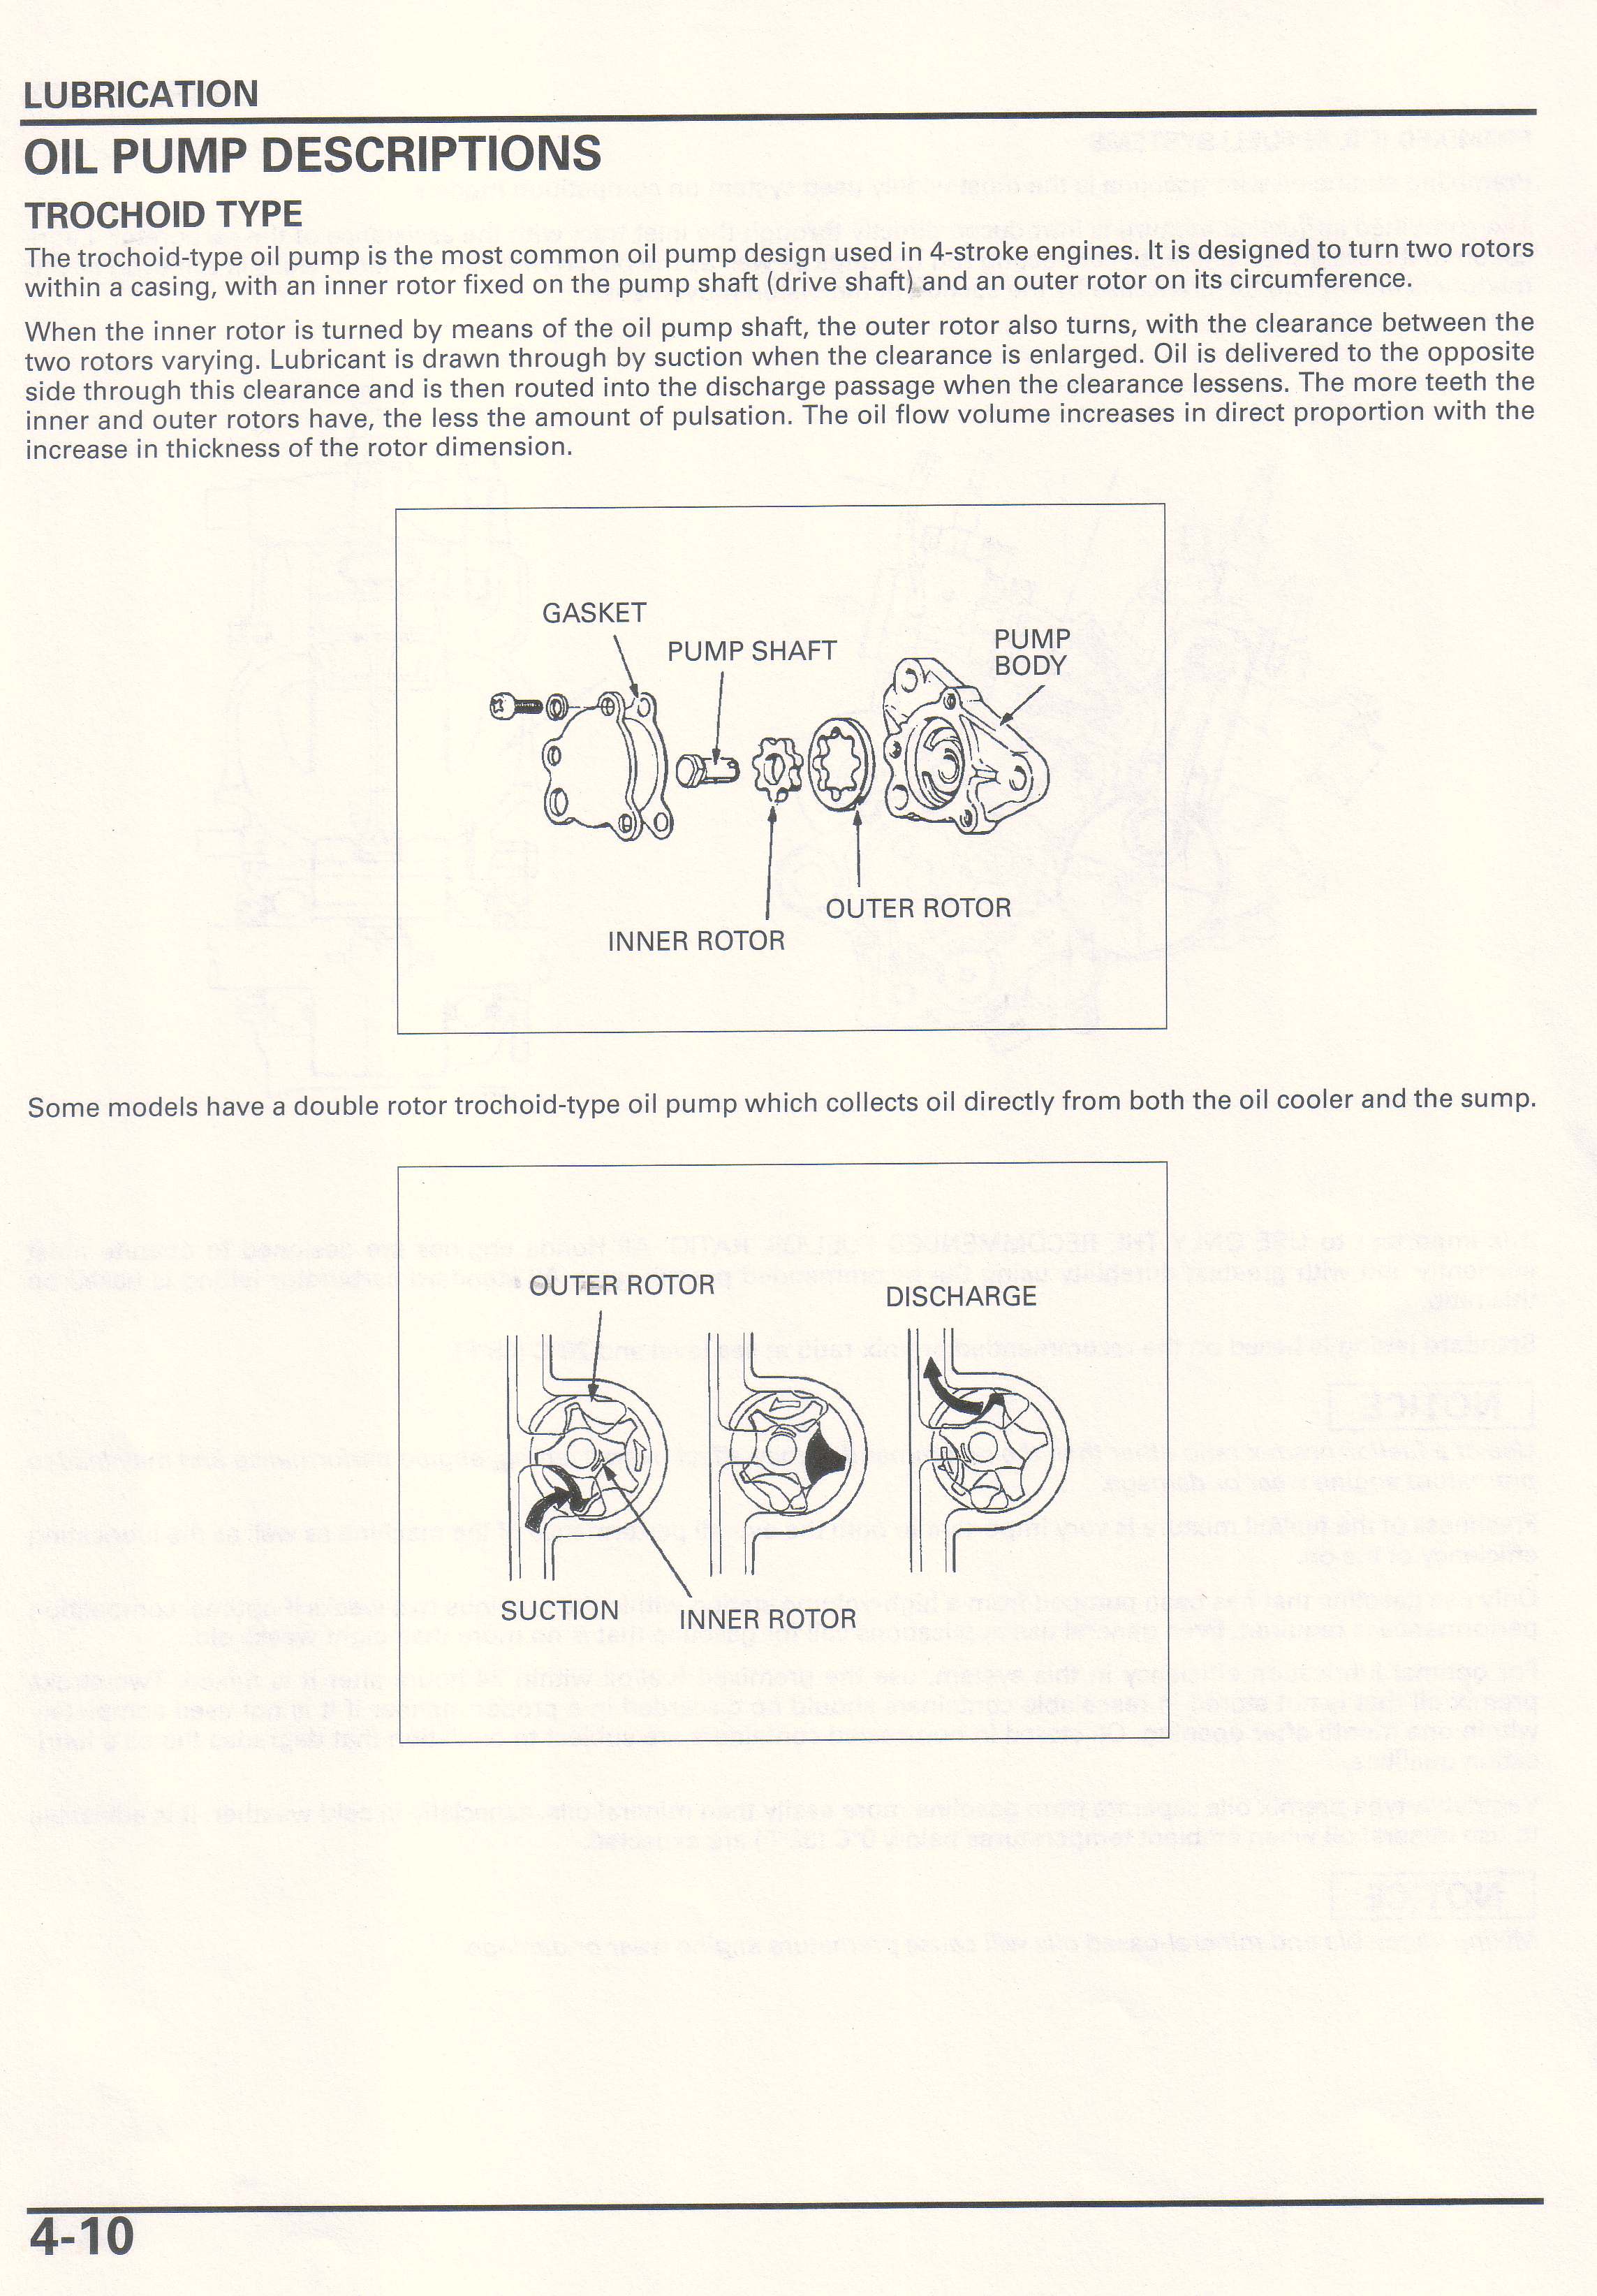 LUBRICATION
OIL PUMP DESCRIPTIONS
TROCHOID TYPE
The trochoid-type oil pump is the most common oil pump design used in 4-stroke engines. It is designed to turn two rotors
within a casing, with an inner rotor fixed on the pump shaft (drive shaft) and an outer rotor on its circumference.
When the inner rotor is turned by means of the oil pump shaft, the outer rotor also turns, with the clearance between the
two rotors varying. Lubricant is drawn through by suction when the clearance is enlarged. Oil is delivered to the opposite
side through this clearance and is then routed into the discharge passage when the clearance lessens. The more teeth the
inner and outer rotors have, the less the amount of pulsation. The oil flow volume increases in direct proportion with the
increase in thickness of the rotor dimension.
GASKET
PUMP SHAFT
PUMP
BODY
OUTER ROTOR
INNER ROTOR
Some models have a double rotor trochoid-type oil pump which collects oil directly from both the oil cooler and the sump.
OUTER ROTOR
DISCHARGE
SUCTION
INNER ROTOR
4-10